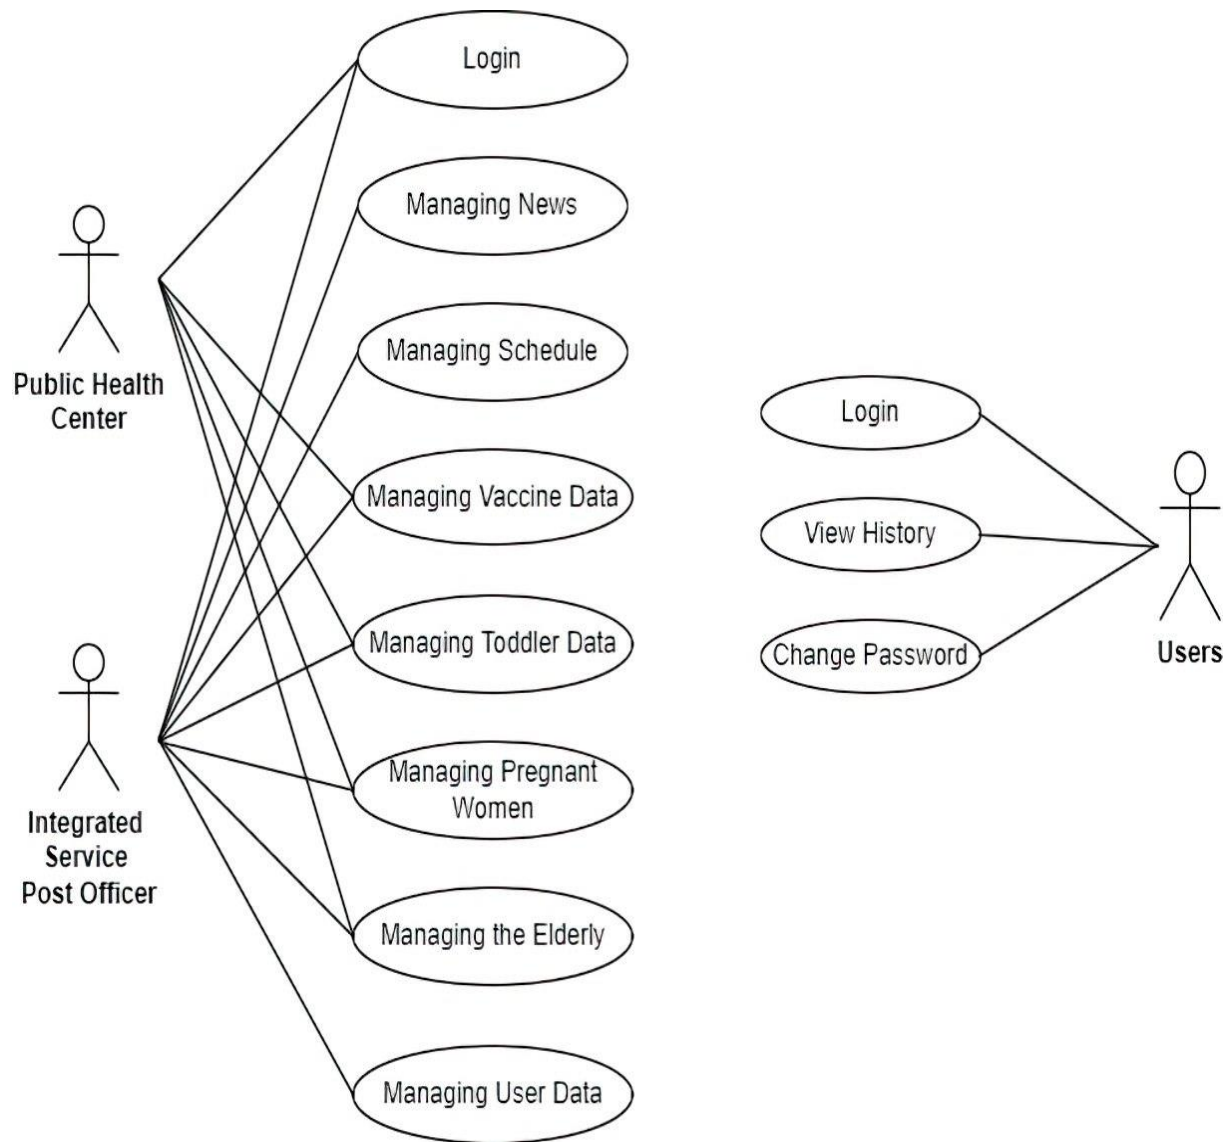 Login
Managing News
Managing Schedule
Managing Vaccine Data
Managing Toddler Data
Managing Pregnant
Women
Managing the Elderly
Managing User Data
Public Health
Center
Integrated
Service
Post Officer
Login
View History
Change Password
Users